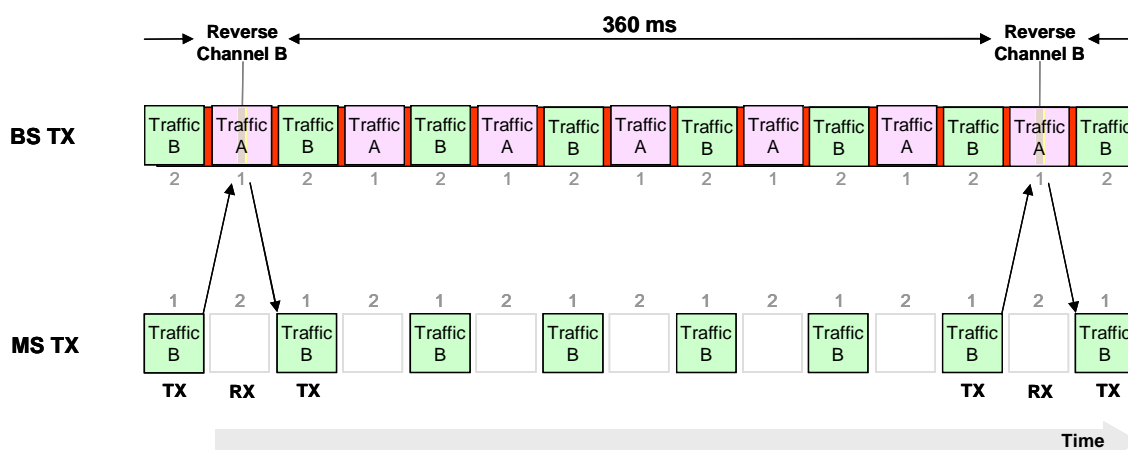 Reverse
Channel B
360 ms
Reverse
Channel B
BS TX
Traffic B Traffic A Traffic B Traffic A Traffic B Traffic A Traffic B Traffic A Traffic B Traffic A Traffic B Traffic A Traffic B Traffic A Traffic B
2 1 2 1 2 1 2 1 2 1 2 1 2 1 2
1 2 1 2 1 2 1 2 1 2 1 2 1 2 1
MS TX
Traffic B Traffic B Traffic B Traffic B Traffic B Traffic B Traffic B Traffic B
TX RX TX TX RX TX
Time